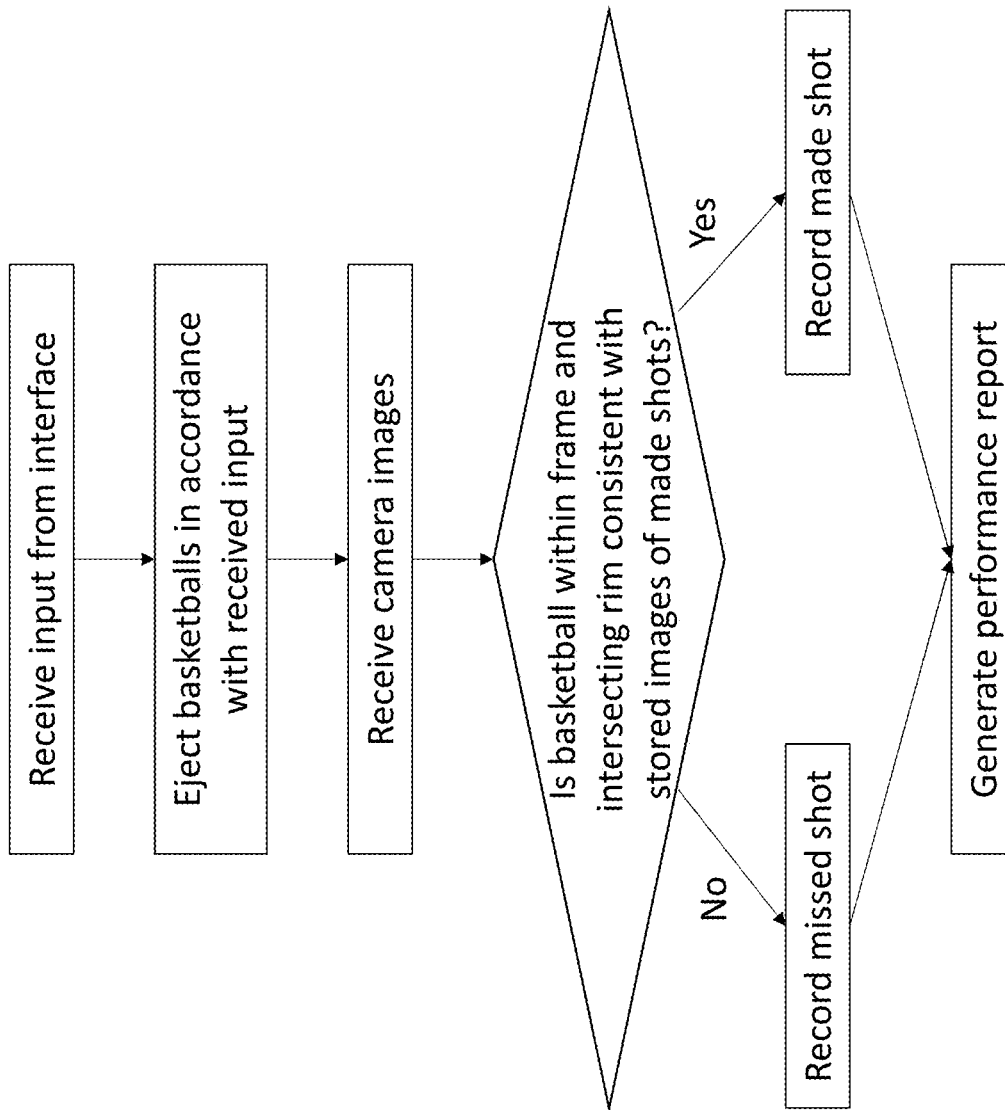 Receive input from interface
Eject basketballs in accordance
with received input
Receive camera images
Is basketball within frame and
intersecting rim consistent with
stored images of made shots?
No
Yes
Record missed shot
Record made shot
Generate performance report